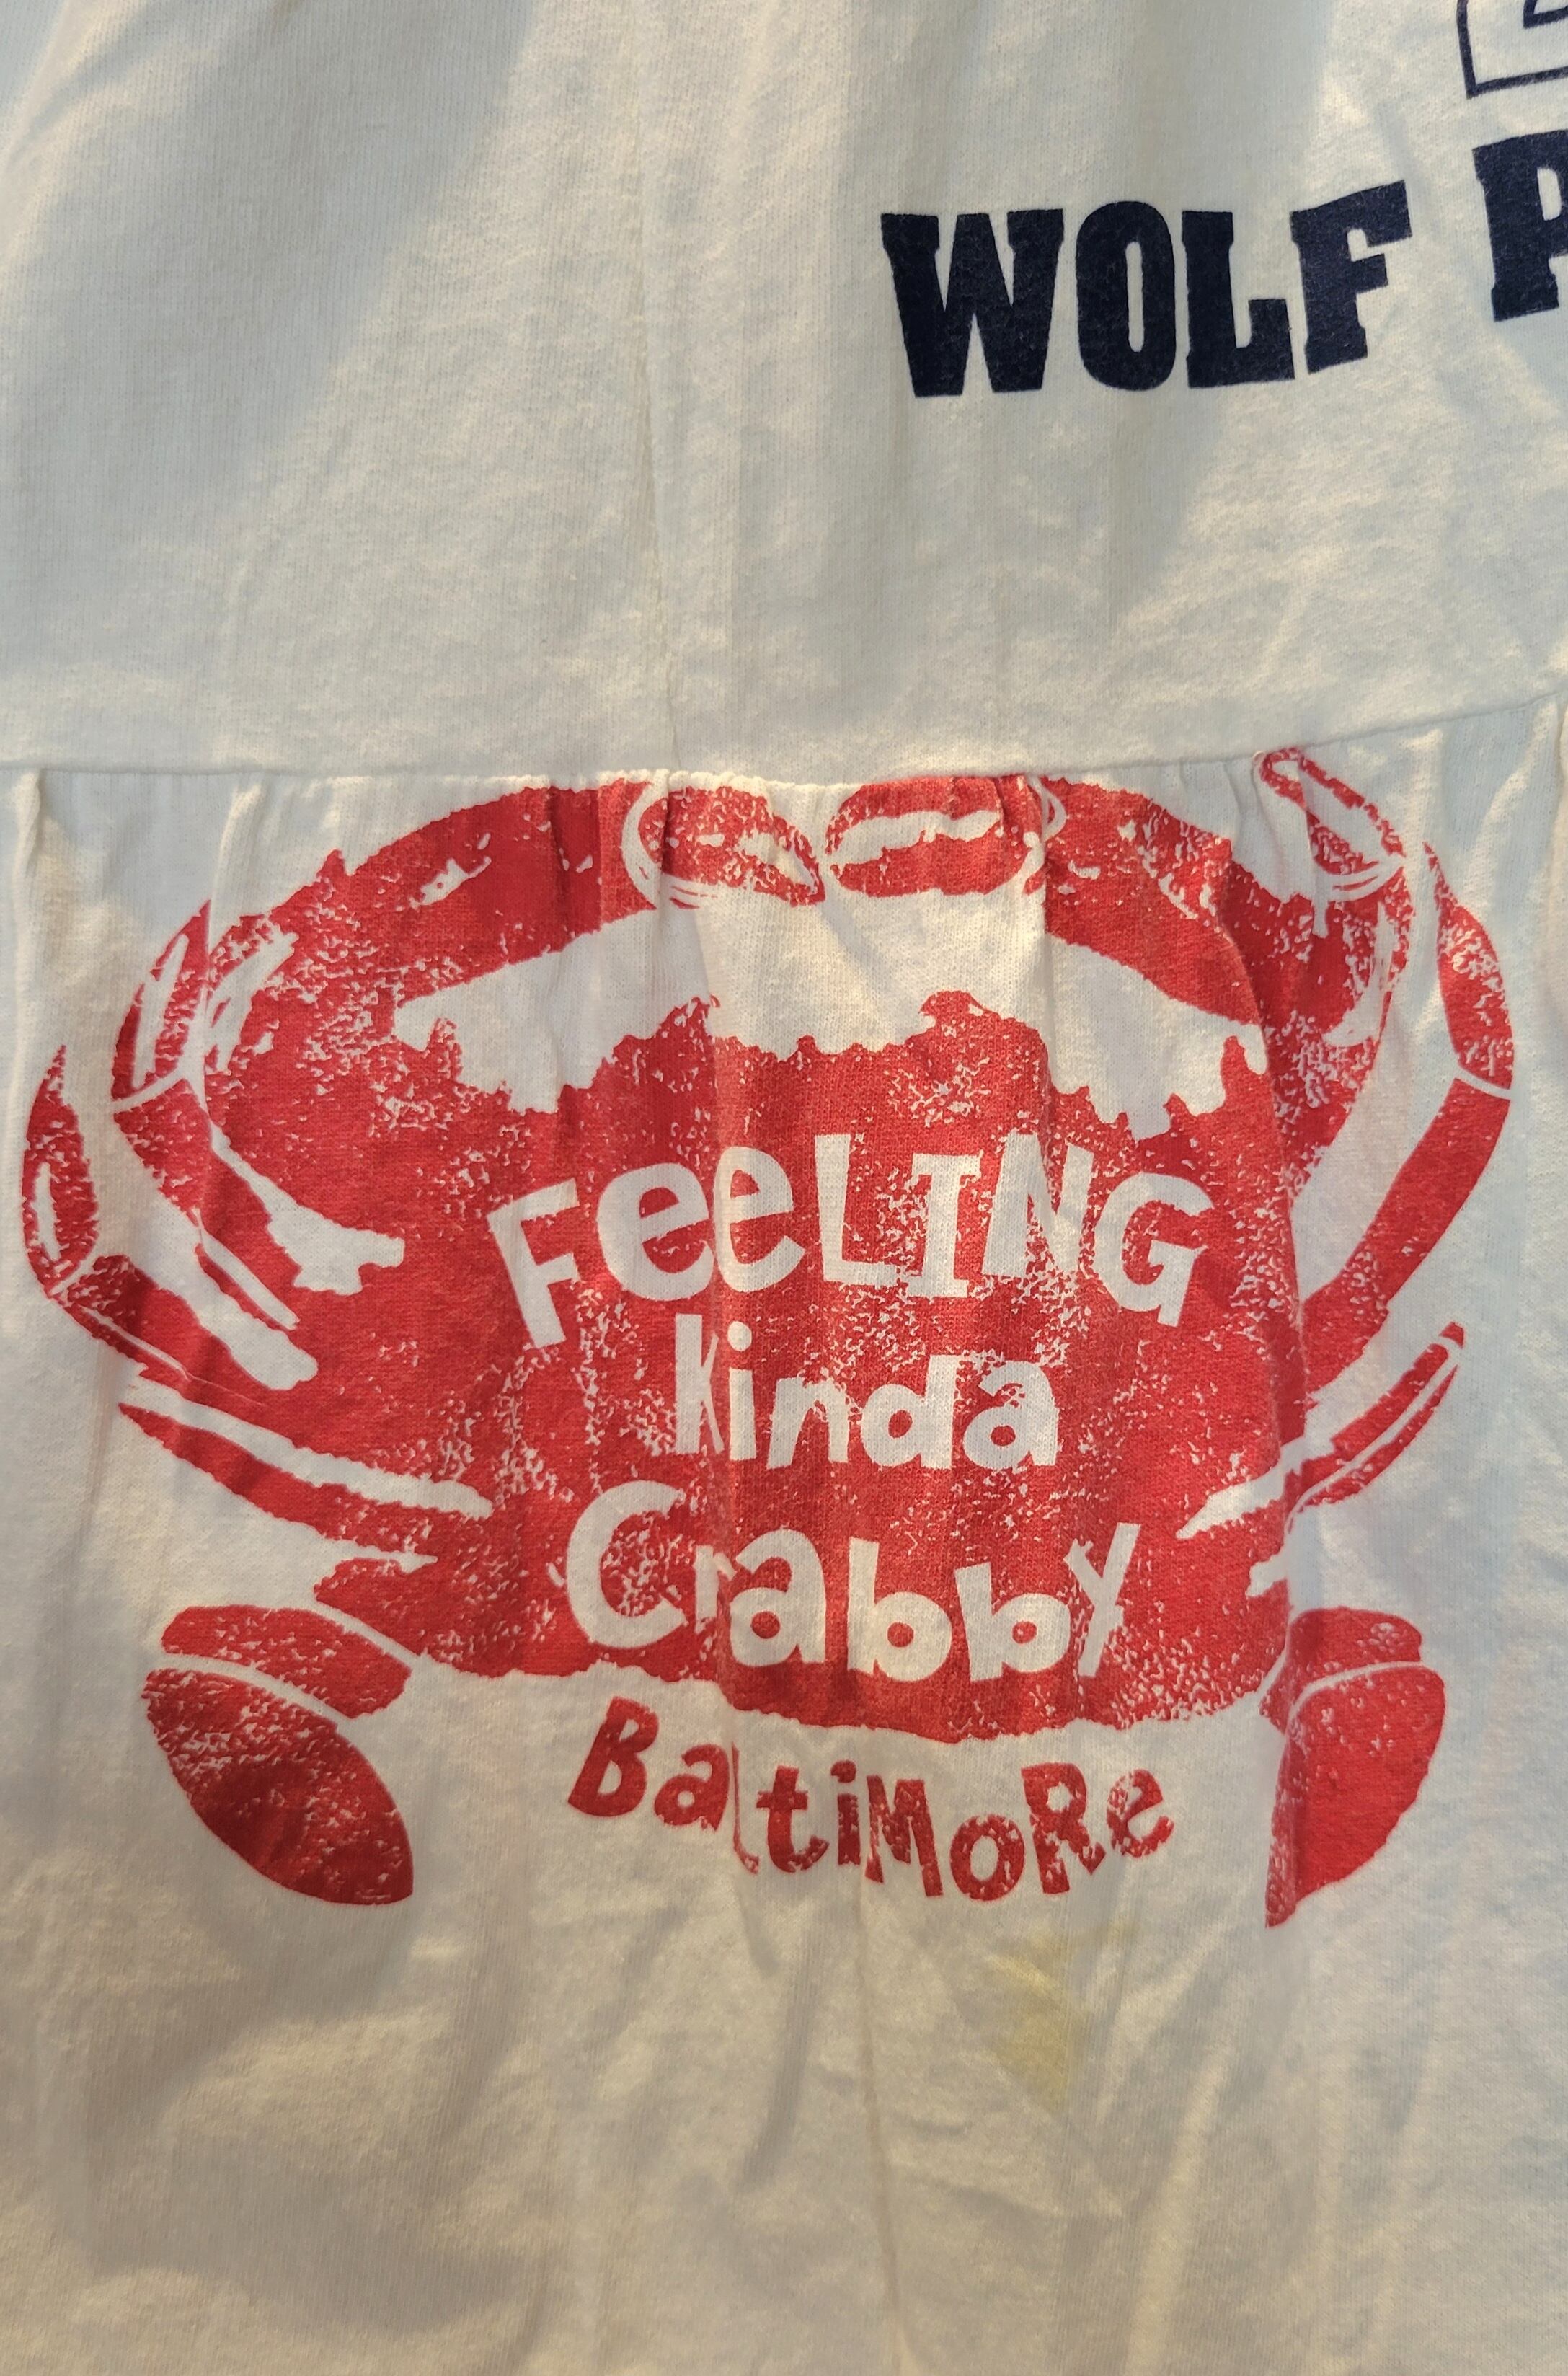 WOLF P
FeeLING
kinda
Crabby
BaltiMoRe